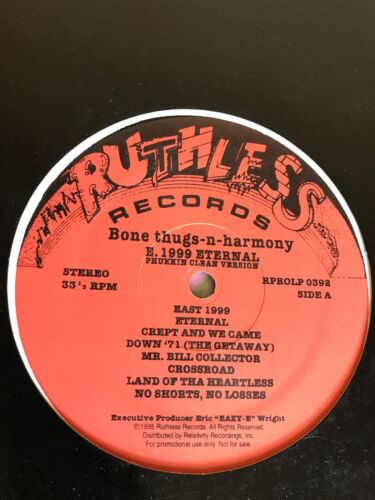 RUTHLESS
RECORDS
Bone thugs-n-harmony
E. 1999 ETERNAL
PHUKKIN CLEAN VERSION
STEREO
33⅓ RPM
RPROLP 0392
SIDE A
EAST 1999
ETERNAL
CREPT AND WE CAME
DOWN '71 (THE GETAWAY)
MR. BILL COLLECTOR
CROSSROAD
LAND OF THA HEARTLESS
NO SHORTS, NO LOSSES
Executive Producer Eric "EAZY-E" Wright
℗1995 Ruthless Records. All Rights Reserved.
Distributed by Relativity Recordings, Inc.
For promotional use only. Not for sale